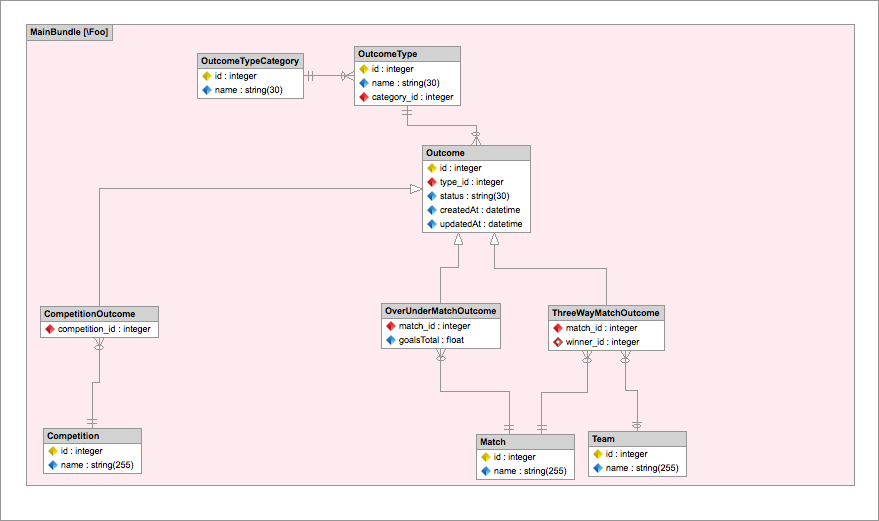 MainBundle [\Foo]
OutcomeTypeCategory
id : integer
name : string(30)
OutcomeType
id : integer
name : string(30)
category_id : integer
Outcome
id : integer
type_id : integer
status : string(30)
createdAt : datetime
updatedAt : datetime
CompetitionOutcome
competition_id : integer
OverUnderMatchOutcome
match_id : integer
goalsTotal : float
ThreeWayMatchOutcome
match_id : integer
winner_id : integer
Competition
id : integer
name : string(255)
Match
id : integer
name : string(255)
Team
id : integer
name : string(255)